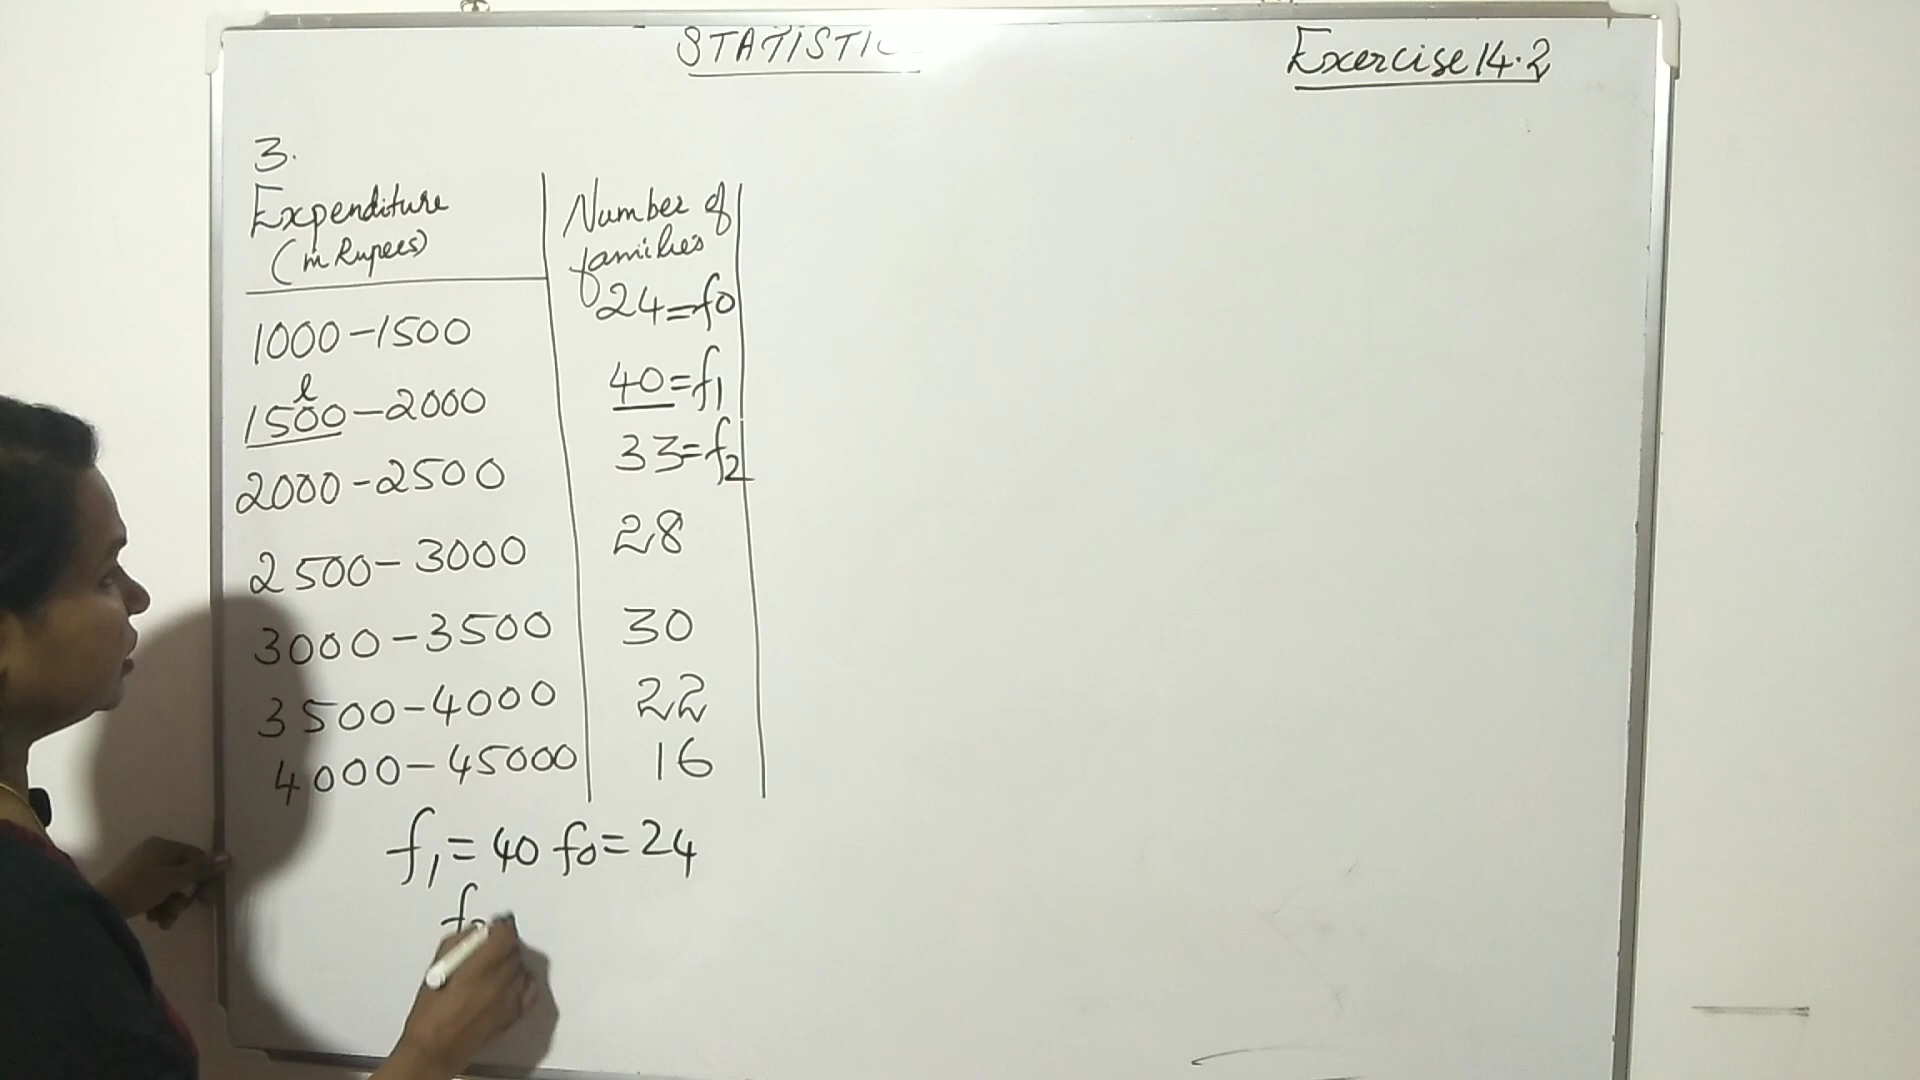 STATISTIC
Exercise 14.2
3.
Expenditure
(in Rupees)
Number of
families
1000-1500
24=f0
l
1500-2000
40=f1
2000-2500
33=f2
2500-3000
28
3000-3500
30
3500-4000
22
4000-45000
16
f1=40 f0=24
f2